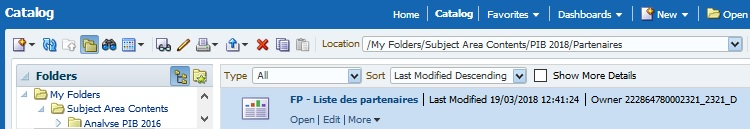 Catalog
Home Catalog Favorites Dashboards New Open
Location /My Folders/Subject Area Contents/PIB 2018/Partenaires
Folders
My Folders
Subject Area Contents
Analyse PIB 2016
Type All Sort Last Modified Descending Show More Details
FP - Liste des partenaires | Last Modified 19/03/2018 12:41:24 | Owner 222864780002321_2321_D
Open | Edit | More